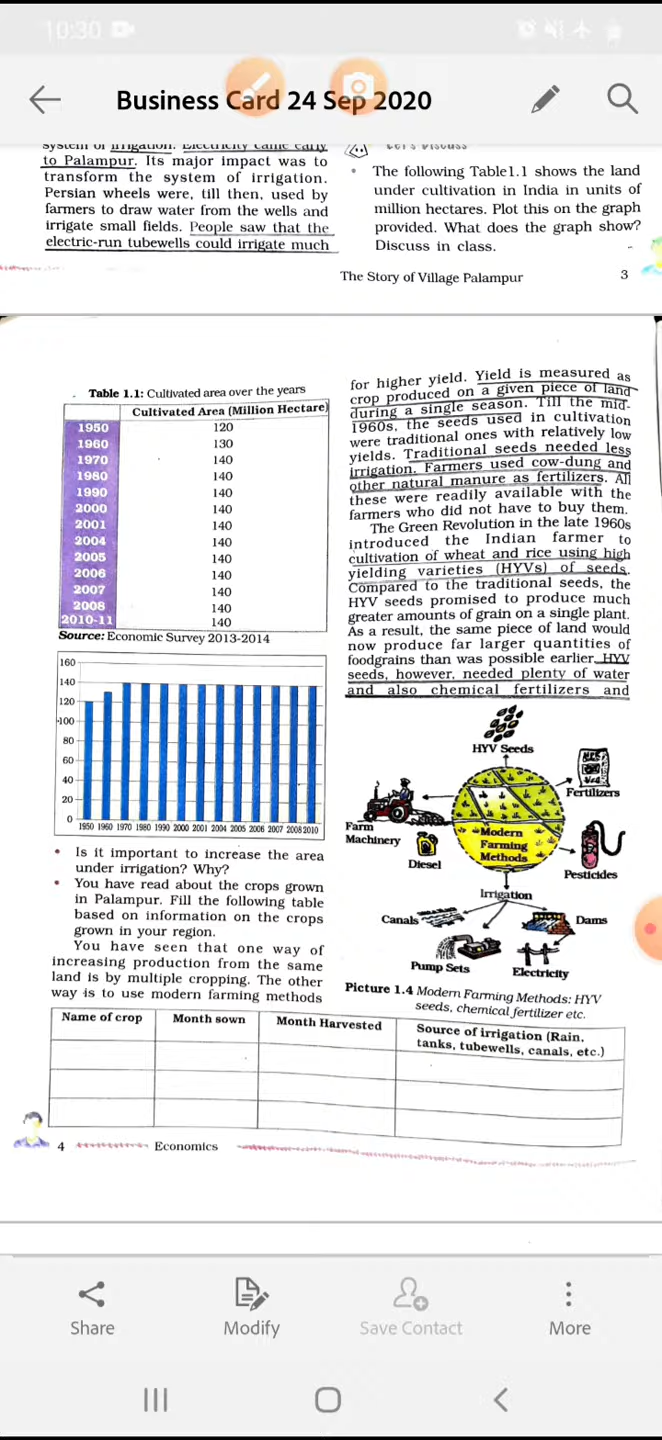 10:30
Business Card 24 Sep 2020
system of irrigation. Electricity came early
to Palampur. Its major impact was to
transform the system of irrigation.
Persian wheels were, till then, used by
farmers to draw water from the wells and
irrigate small fields. People saw that the
electric-run tubewells could irrigate much
Let's Discuss
• The following Table1.1 shows the land
under cultivation in India in units of
million hectares. Plot this on the graph
provided. What does the graph show?
Discuss in class.
The Story of Village Palampur 3
Table 1.1: Cultivated area over the years
Cultivated Area (Million Hectare)
1950 120
1960 130
1970 140
1980 140
1990 140
2000 140
2001 140
2004 140
2005 140
2006 140
2007 140
2008 140
2010-11 140
Source: Economic Survey 2013-2014
160
140
120
100
80
60
40
20
0
1950 1960 1970 1980 1990 2000 2001 2004 2005 2006 2007 2008 2010
• Is it important to increase the area
under irrigation? Why?
• You have read about the crops grown
in Palampur. Fill the following table
based on information on the crops
grown in your region.
You have seen that one way of
increasing production from the same
land is by multiple cropping. The other
way is to use modern farming methods
for higher yield. Yield is measured as
crop produced on a given piece of land
during a single season. Till the mid-
1960s, the seeds used in cultivation
were traditional ones with relatively low
yields. Traditional seeds needed less
irrigation. Farmers used cow-dung and
other natural manure as fertilizers. All
these were readily available with the
farmers who did not have to buy them.
The Green Revolution in the late 1960s
introduced the Indian farmer to
cultivation of wheat and rice using high
yielding varieties (HYVs) of seeds.
Compared to the traditional seeds, the
HYV seeds promised to produce much
greater amounts of grain on a single plant.
As a result, the same piece of land would
now produce far larger quantities of
foodgrains than was possible earlier. HYV
seeds, however, needed plenty of water
and also chemical fertilizers and
HYV Seeds
Fertilizers
Farm
Machinery
Diesel
Modern
Farming
Methods
Pesticides
Irrigation
Canals
Dams
Pump Sets
Electricity
Picture 1.4 Modern Farming Methods: HYV
seeds, chemical fertilizer etc.
Name of crop Month sown Month Harvested Source of irrigation (Rain,
tanks, tubewells, canals, etc.)
4 Economics
Share Modify Save Contact More